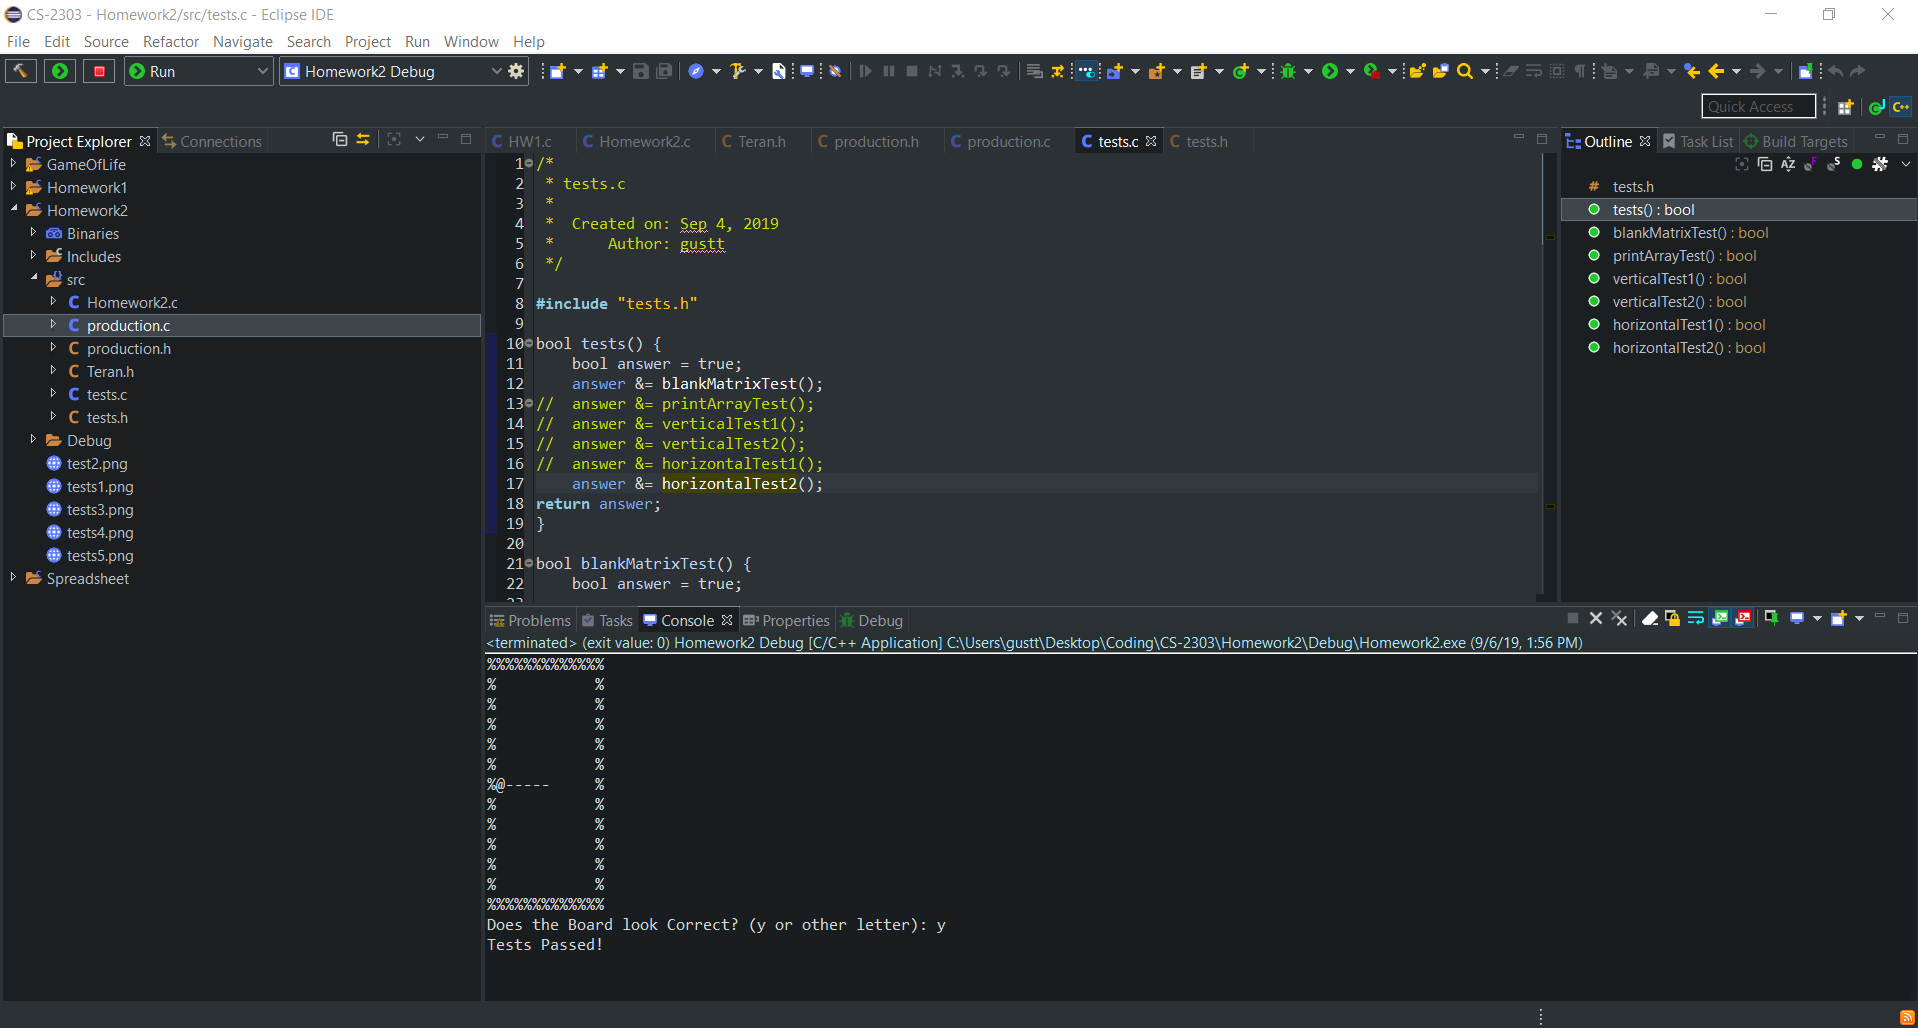 CS-2303 - Homework2/src/tests.c - Eclipse IDE
File Edit Source Refactor Navigate Search Project Run Window Help
Run Homework2 Debug
Quick Access
Project Explorer Connections
GameOfLife
Homework1
Homework2
Binaries
Includes
src
Homework2.c
production.c
production.h
Teran.h
tests.c
tests.h
Debug
test2.png
tests1.png
tests3.png
tests4.png
tests5.png
Spreadsheet
HW1.c Homework2.c Teran.h production.h production.c tests.c tests.h
1 /*
2 * tests.c
3 *
4 * Created on: Sep 4, 2019
5 * Author: gustt
6 */
7
8 #include "tests.h"
9
10 bool tests() {
11 bool answer = true;
12 answer &= blankMatrixTest();
13 // answer &= printArrayTest();
14 // answer &= verticalTest1();
15 // answer &= verticalTest2();
16 // answer &= horizontalTest1();
17 answer &= horizontalTest2();
18 return answer;
19 }
20
21 bool blankMatrixTest() {
22 bool answer = true;
Outline Task List Build Targets
# tests.h
tests() : bool
blankMatrixTest() : bool
printArrayTest() : bool
verticalTest1() : bool
verticalTest2() : bool
horizontalTest1() : bool
horizontalTest2() : bool
Problems Tasks Console Properties Debug
<terminated> (exit value: 0) Homework2 Debug [C/C++ Application] C:\Users\gustt\Desktop\Coding\CS-2303\Homework2\Debug\Homework2.exe (9/6/19, 1:56 PM)
%%%%%%%%%%%%%
%           %
%           %
%           %
%           %
%           %
%@-----     %
%           %
%           %
%           %
%           %
%           %
%%%%%%%%%%%%%
Does the Board look Correct? (y or other letter): y
Tests Passed!